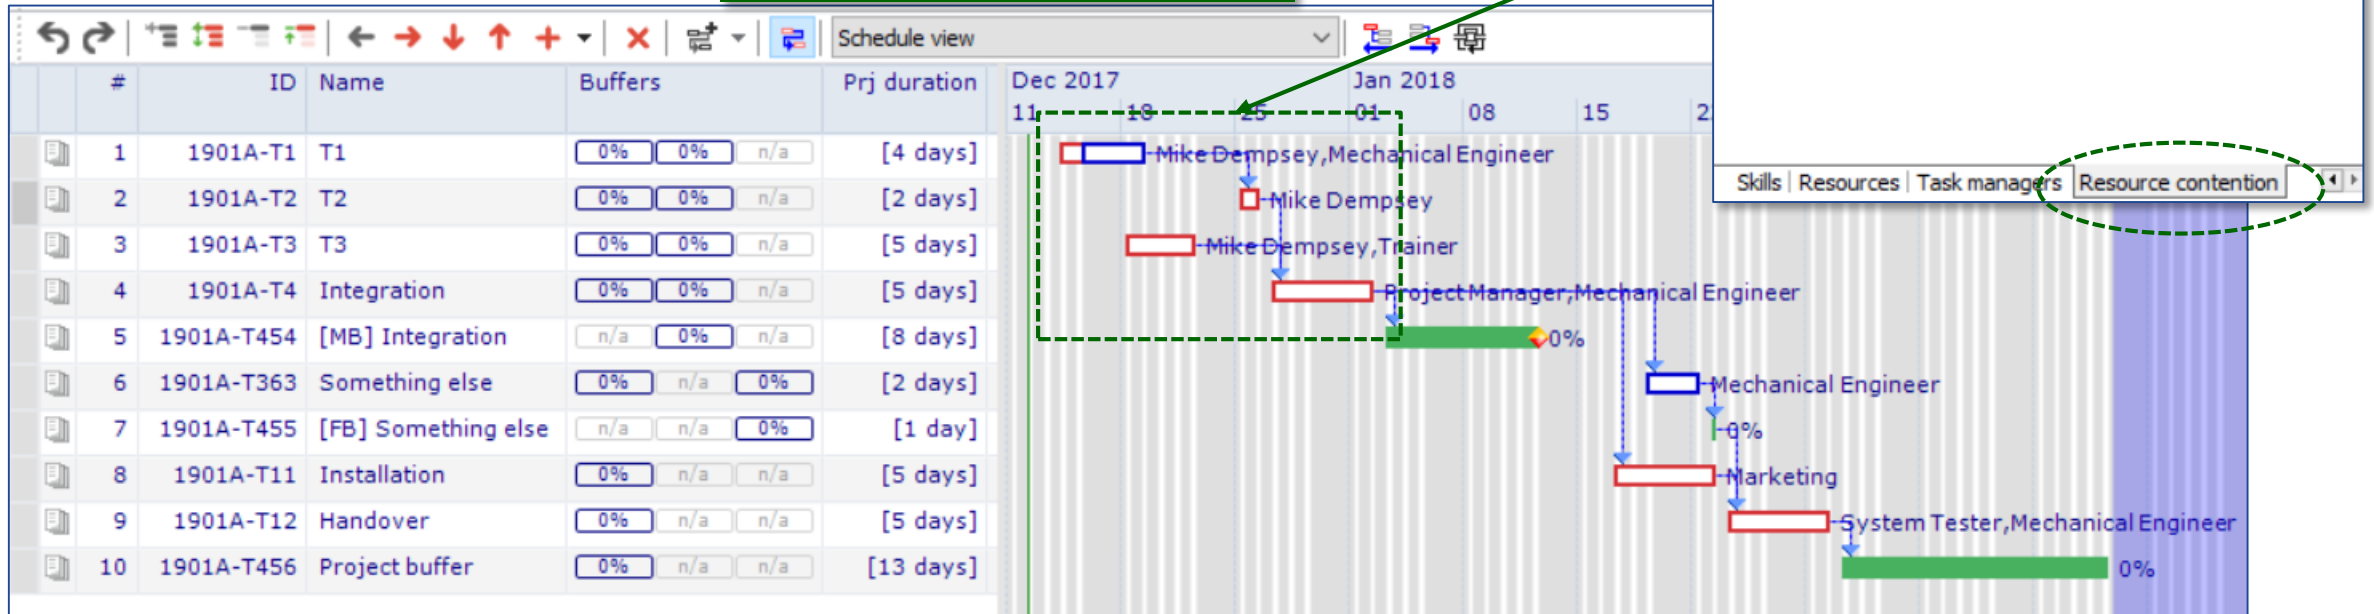 Schedule view
# ID Name Buffers Prj duration Dec 2017 Jan 2018
11 18 25 01 08 15
1 1901A-T1 T1 0% 0% n/a [4 days] Mike Dempsey,Mechanical Engineer
Skills Resources Task managers Resource contention
2 1901A-T2 T2 0% 0% n/a [2 days] Mike Dempsey
3 1901A-T3 T3 0% 0% n/a [5 days] Mike Dempsey,Trainer
4 1901A-T4 Integration 0% 0% n/a [5 days] Project Manager,Mechanical Engineer
5 1901A-T454 [MB] Integration n/a 0% n/a [8 days] 0%
6 1901A-T363 Something else 0% n/a 0% [2 days] Mechanical Engineer
7 1901A-T455 [FB] Something else n/a n/a 0% [1 day] 0%
8 1901A-T11 Installation 0% n/a n/a [5 days] Marketing
9 1901A-T12 Handover 0% n/a n/a [5 days] System Tester,Mechanical Engineer
10 1901A-T456 Project buffer 0% n/a n/a [13 days] 0%